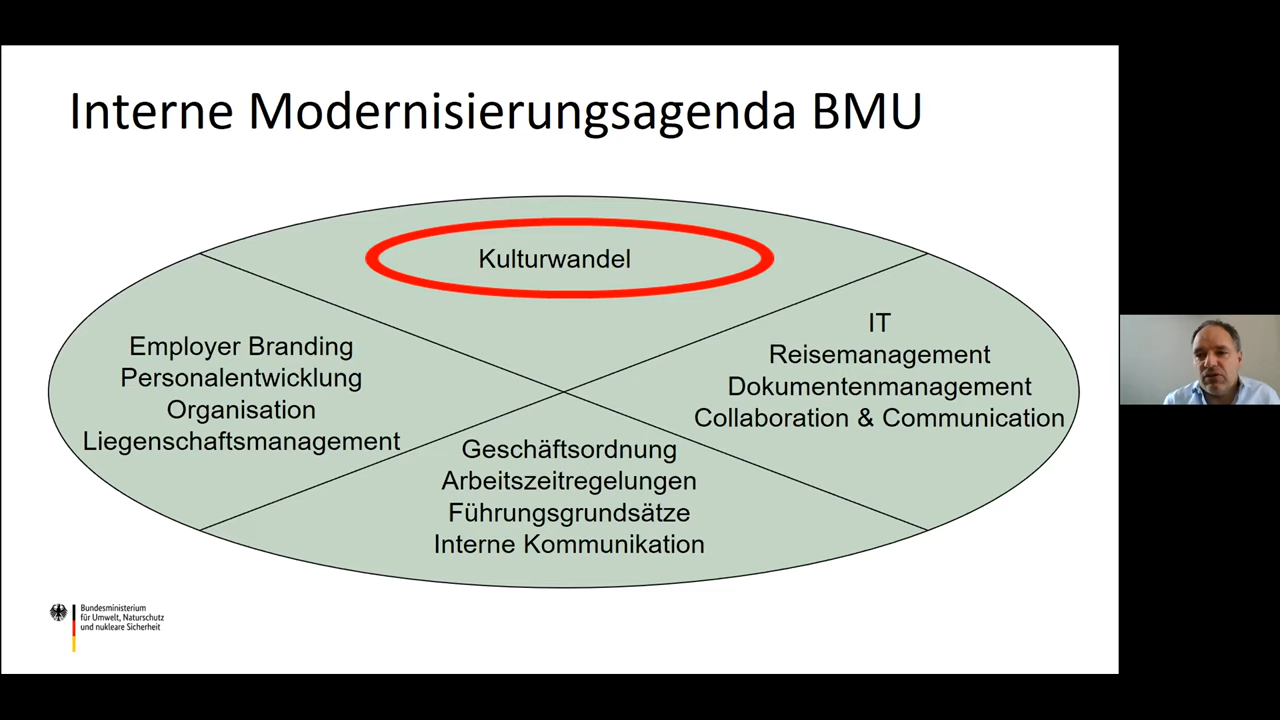 Interne Modernisierungsagenda BMU
Kulturwandel
Employer Branding
Personalentwicklung
Organisation
Liegenschaftsmanagement
IT
Reisemanagement
Dokumentenmanagement
Collaboration & Communication
Geschäftsordnung
Arbeitszeitregelungen
Führungsgrundsätze
Interne Kommunikation
Bundesministerium
für Umwelt, Naturschutz
und nukleare Sicherheit